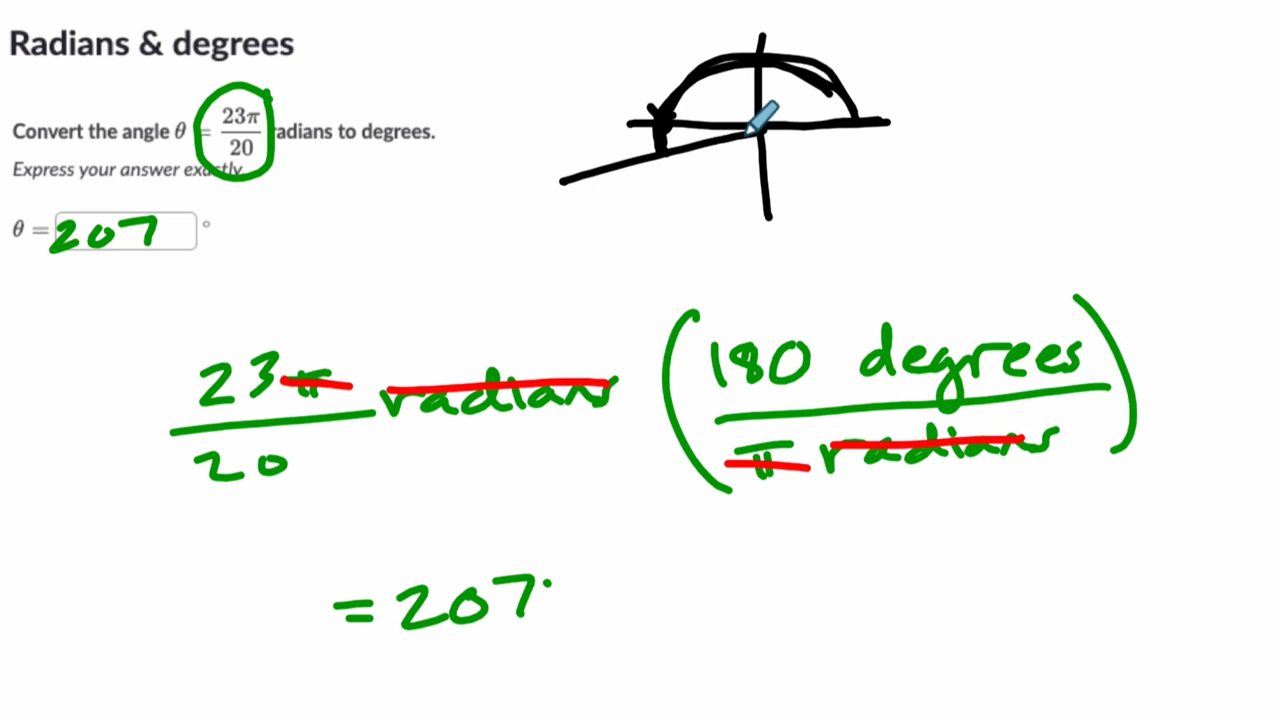 Radians & degrees
Convert the angle θ = 23π/20 radians to degrees.
Express your answer exactly.
θ = 207 °
23π/20 radians (180 degrees/π radians)
= 207°